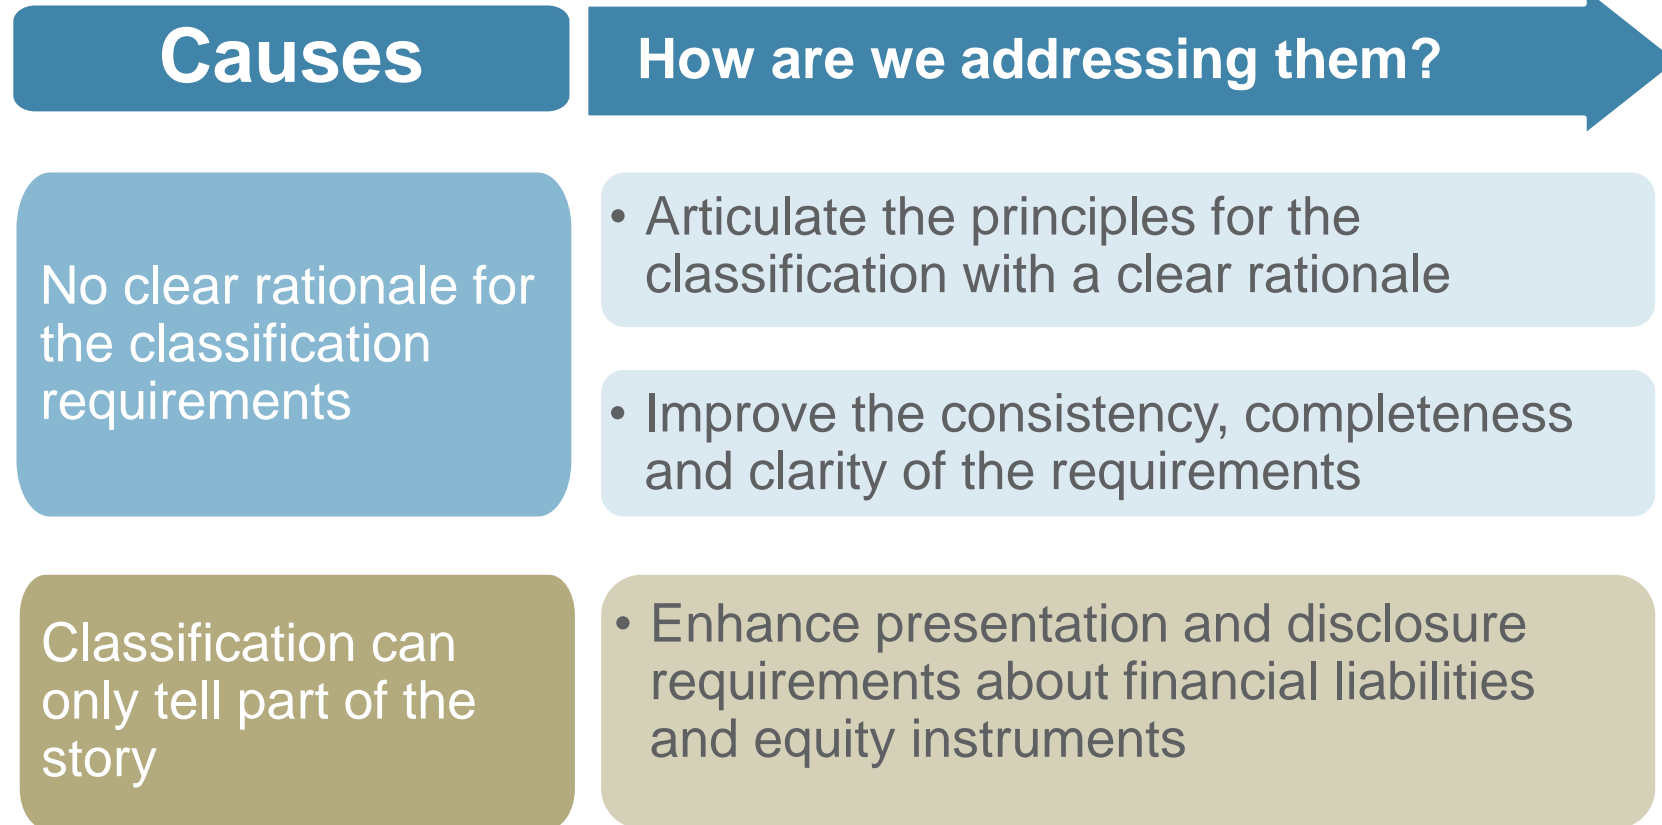 Causes
How are we addressing them?
No clear rationale for
the classification
requirements
• Articulate the principles for the
classification with a clear rationale
• Improve the consistency, completeness
and clarity of the requirements
Classification can
only tell part of the
story
• Enhance presentation and disclosure
requirements about financial liabilities
and equity instruments